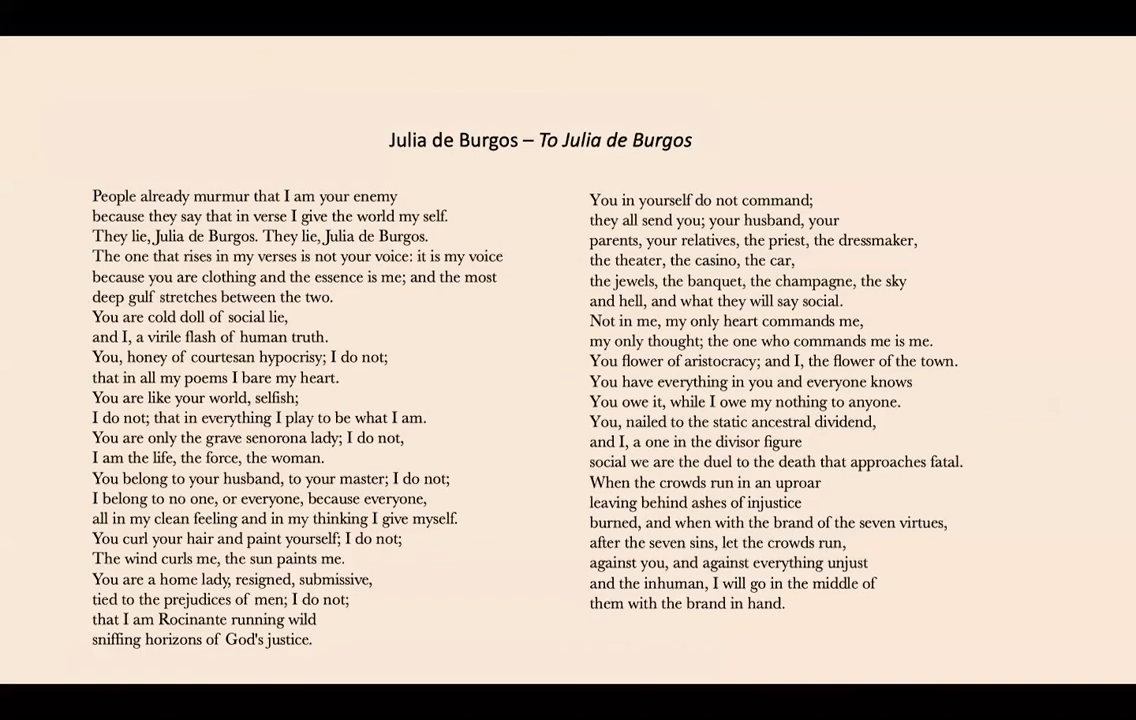 Julia de Burgos – To Julia de Burgos
People already murmur that I am your enemy
because they say that in verse I give the world my self.
They lie, Julia de Burgos. They lie, Julia de Burgos.
The one that rises in my verses is not your voice: it is my voice
because you are clothing and the essence is me; and the most
deep gulf stretches between the two.
You are cold doll of social lie,
and I, a virile flash of human truth.
You, honey of courtesan hypocrisy; I do not;
that in all my poems I bare my heart.
You are like your world, selfish;
I do not; that in everything I play to be what I am.
You are only the grave senorona lady; I do not,
I am the life, the force, the woman.
You belong to your husband, to your master; I do not;
I belong to no one, or everyone, because everyone,
all in my clean feeling and in my thinking I give myself.
You curl your hair and paint yourself; I do not;
The wind curls me, the sun paints me.
You are a home lady, resigned, submissive,
tied to the prejudices of men; I do not;
that I am Rocinante running wild
sniffing horizons of God's justice.
You in yourself do not command;
they all send you; your husband, your
parents, your relatives, the priest, the dressmaker,
the theater, the casino, the car,
the jewels, the banquet, the champagne, the sky
and hell, and what they will say social.
Not in me, my only heart commands me,
my only thought; the one who commands me is me.
You flower of aristocracy; and I, the flower of the town.
You have everything in you and everyone knows
You owe it, while I owe my nothing to anyone.
You, nailed to the static ancestral dividend,
and I, a one in the divisor figure
social we are the duel to the death that approaches fatal.
When the crowds run in an uproar
leaving behind ashes of injustice
burned, and when with the brand of the seven virtues,
after the seven sins, let the crowds run,
against you, and against everything unjust
and the inhuman, I will go in the middle of
them with the brand in hand.